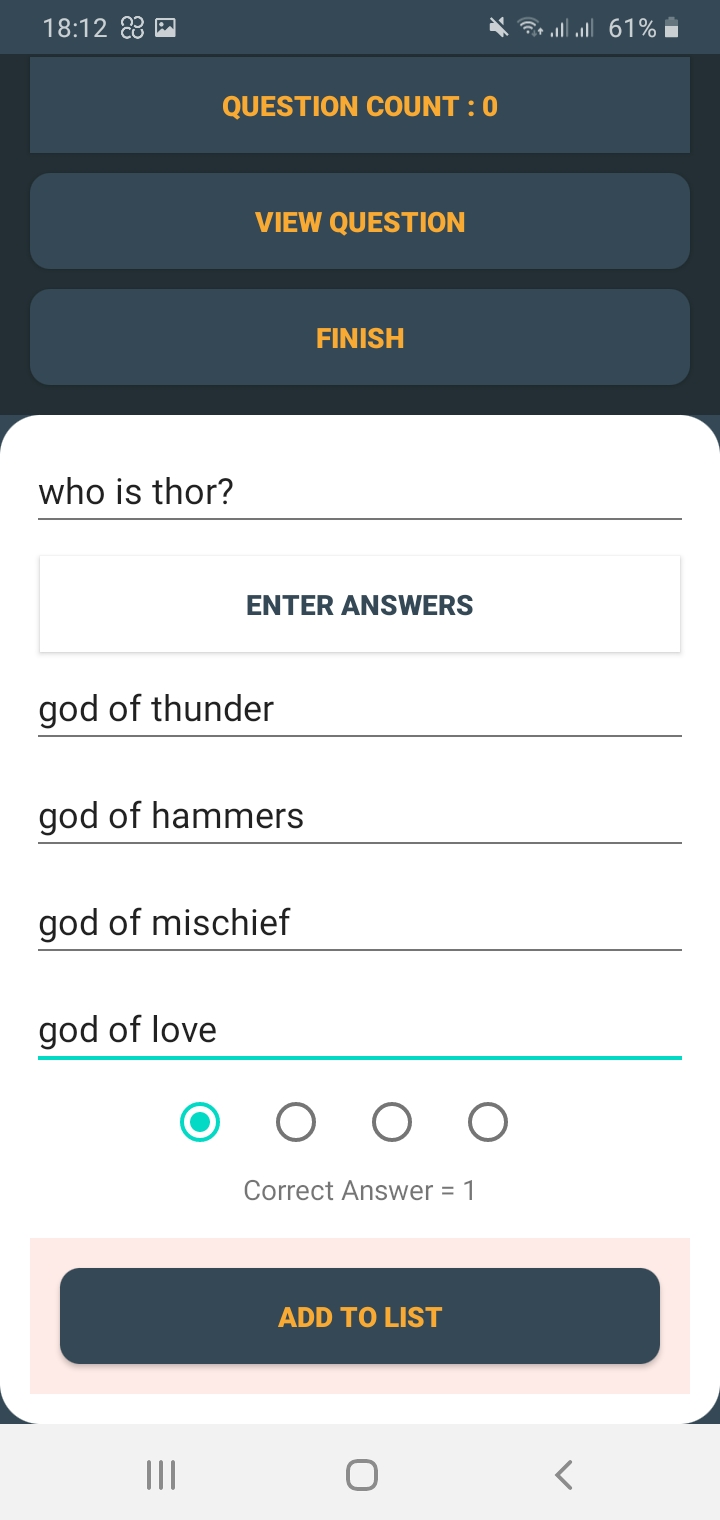 18:12 61%
QUESTION COUNT : 0
VIEW QUESTION
FINISH
who is thor?
ENTER ANSWERS
god of thunder
god of hammers
god of mischief
god of love
Correct Answer = 1
ADD TO LIST